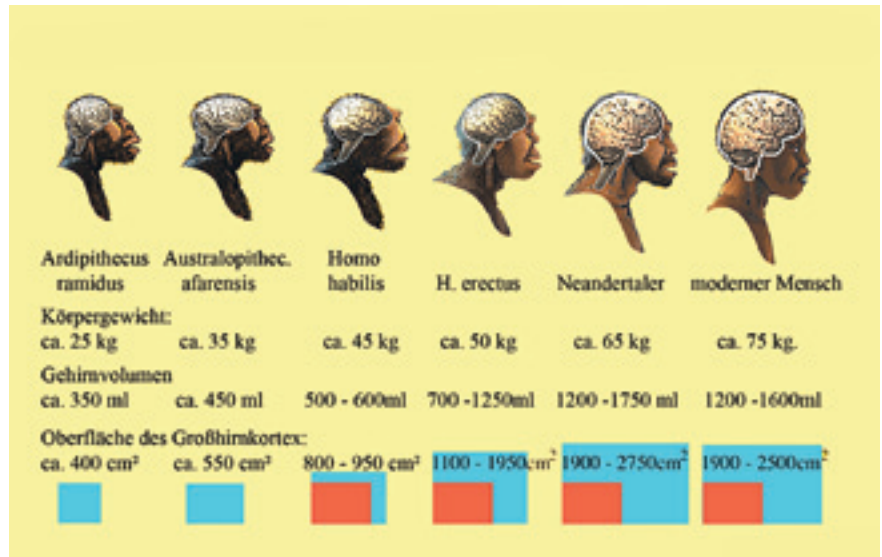 Ardipithecus Australopithec. Homo
ramidus afarensis habilis H. erectus Neandertaler moderner Mensch
Körpergewicht:
ca. 25 kg ca. 35 kg ca. 45 kg ca. 50 kg ca. 65 kg ca. 75 kg.
Gehirnvolumen
ca. 350 ml ca. 450 ml 500 - 600ml 700 -1250ml 1200 -1750 ml 1200 -1600ml
Oberfläche des Großhirnkortex:
ca. 400 cm² ca. 550 cm² 800 - 950 cm² 1100 - 1950cm² 1900 - 2750cm² 1900 - 2500cm²